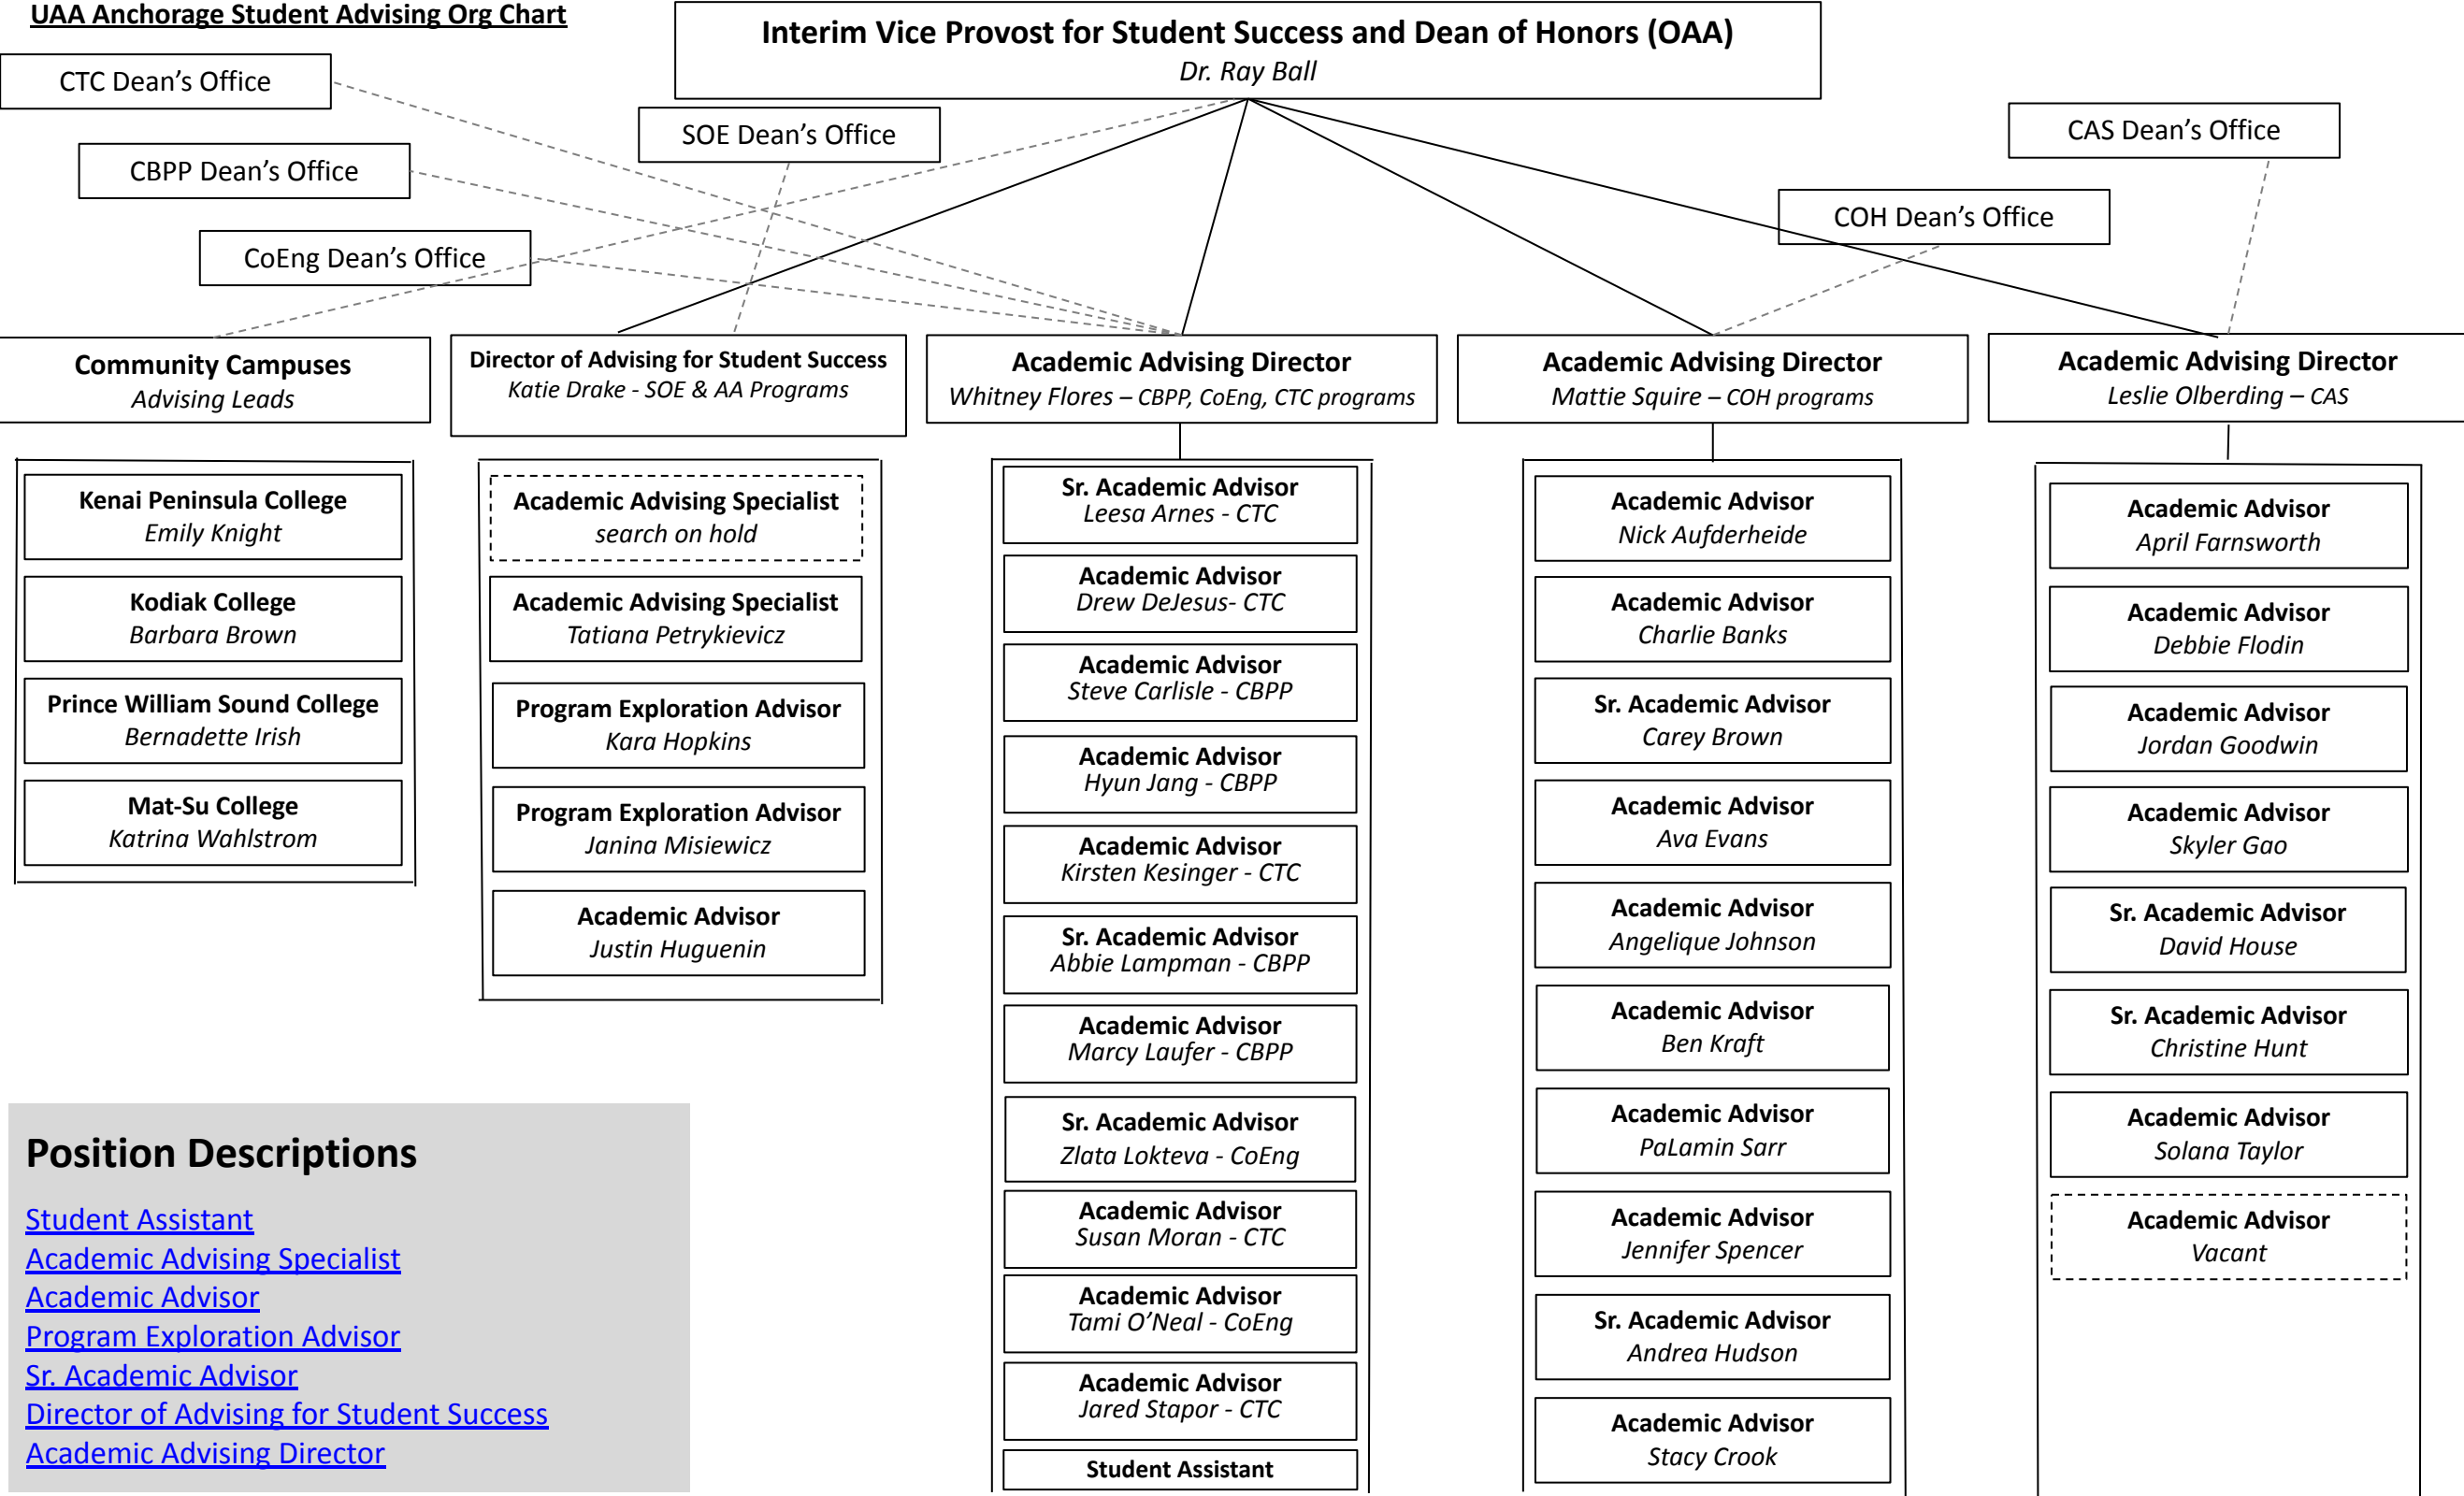 UAA Anchorage Student Advising Org Chart
Interim Vice Provost for Student Success and Dean of Honors (OAA)
Dr. Ray Ball
CTC Dean’s Office
SOE Dean’s Office
CAS Dean’s Office
CBPP Dean’s Office
COH Dean’s Office
CoEng Dean’s Office
Community Campuses
Advising Leads
Director of Advising for Student Success
Katie Drake - SOE & AA Programs
Academic Advising Director
Whitney Flores – CBPP, CoEng, CTC programs
Academic Advising Director
Mattie Squire – COH programs
Academic Advising Director
Leslie Olberding – CAS
Kenai Peninsula College
Emily Knight
Kodiak College
Barbara Brown
Prince William Sound College
Bernadette Irish
Mat-Su College
Katrina Wahlstrom
Academic Advising Specialist
search on hold
Academic Advising Specialist
Tatiana Petrykievicz
Program Exploration Advisor
Kara Hopkins
Program Exploration Advisor
Janina Misiewicz
Academic Advisor
Justin Huguenin
Sr. Academic Advisor
Leesa Arnes - CTC
Academic Advisor
Drew DeJesus- CTC
Academic Advisor
Steve Carlisle - CBPP
Academic Advisor
Hyun Jang - CBPP
Academic Advisor
Kirsten Kesinger - CTC
Sr. Academic Advisor
Abbie Lampman - CBPP
Academic Advisor
Marcy Laufer - CBPP
Sr. Academic Advisor
Zlata Lokteva - CoEng
Academic Advisor
Susan Moran - CTC
Academic Advisor
Tami O’Neal - CoEng
Academic Advisor
Jared Stapor - CTC
Student Assistant
Academic Advisor
Nick Aufderheide
Academic Advisor
Charlie Banks
Sr. Academic Advisor
Carey Brown
Academic Advisor
Ava Evans
Academic Advisor
Angelique Johnson
Academic Advisor
Ben Kraft
Academic Advisor
PaLamin Sarr
Academic Advisor
Jennifer Spencer
Sr. Academic Advisor
Andrea Hudson
Academic Advisor
Stacy Crook
Academic Advisor
April Farnsworth
Academic Advisor
Debbie Flodin
Academic Advisor
Jordan Goodwin
Academic Advisor
Skyler Gao
Sr. Academic Advisor
David House
Sr. Academic Advisor
Christine Hunt
Academic Advisor
Solana Taylor
Academic Advisor
Vacant
Position Descriptions
Student Assistant
Academic Advising Specialist
Academic Advisor
Program Exploration Advisor
Sr. Academic Advisor
Director of Advising for Student Success
Academic Advising Director